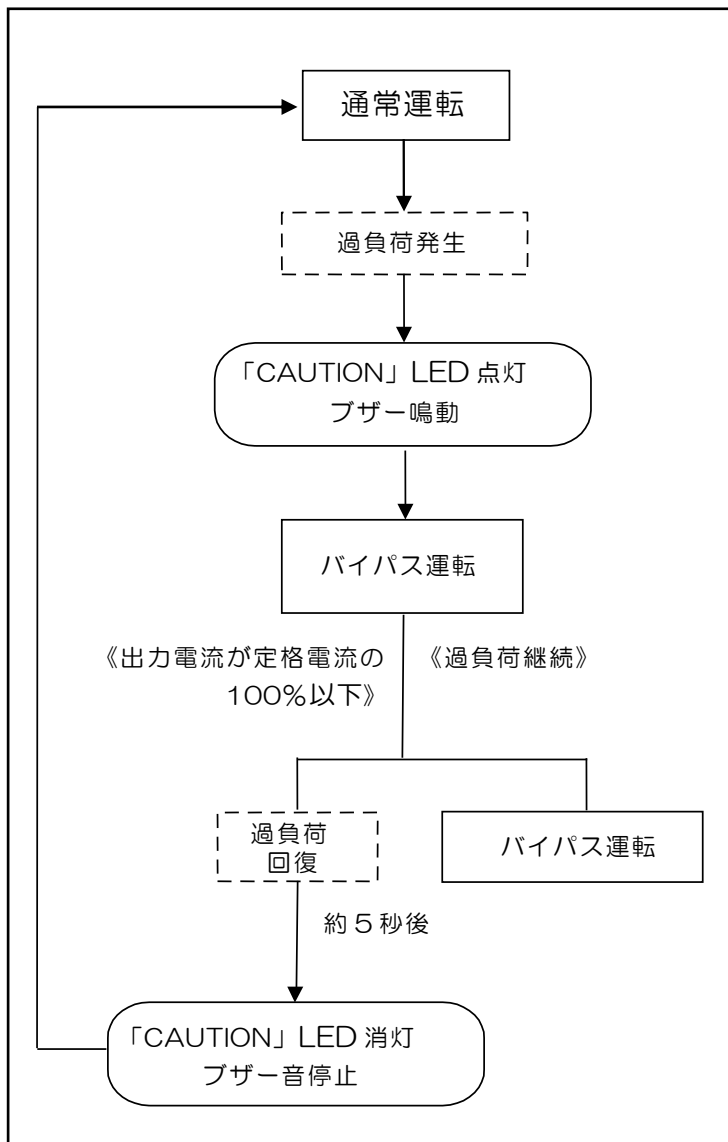 通常運転
過負荷発生
「CAUTION」LED 点灯
ブザー鳴動
バイパス運転
《出力電流が定格電流の
100%以下》
《過負荷継続》
過負荷
回復
バイパス運転
約5秒後
「CAUTION」LED 消灯
ブザー音停止